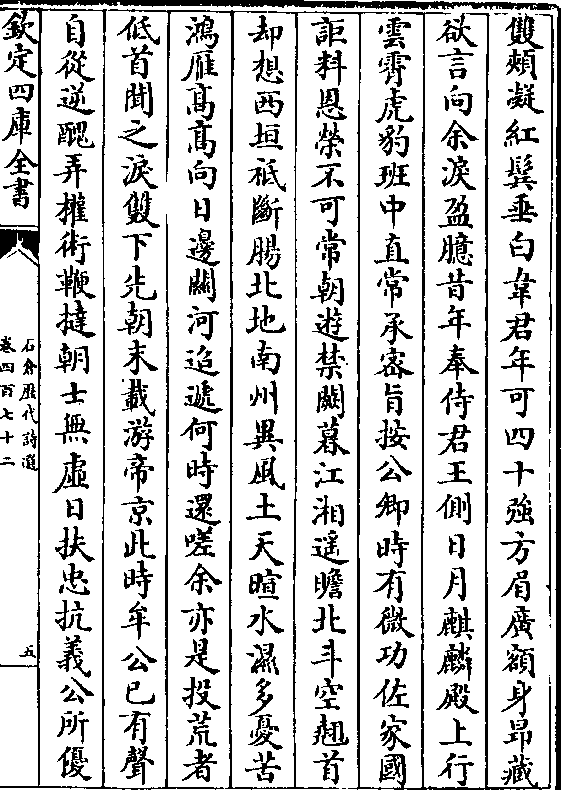 雙頰凝紅鬂垂白韋君年可四十強方眉廣額身昂藏
欲言向余淚盈臆昔年奉侍君王側日月麒麟殿上行
雲霄虎豹班中直常承密旨按公卿時有微功佐家國
詎料恩榮不可常朝遊禁闕暮江湘遥瞻北斗空翹首
却想西垣祗斷腸北地南州異風土天暄水濕多憂苦
鴻雁髙髙向日邊關河迢遞何時還嗟余亦是投荒者
低首聞之淚雙下先朝末載游帝京此時牟公已有聲
自從逆醜弄權術鞭撻朝士無虚日扶忠抗義公所優
欽定四庫全書
石倉歴代詩選
卷四百七十二
五